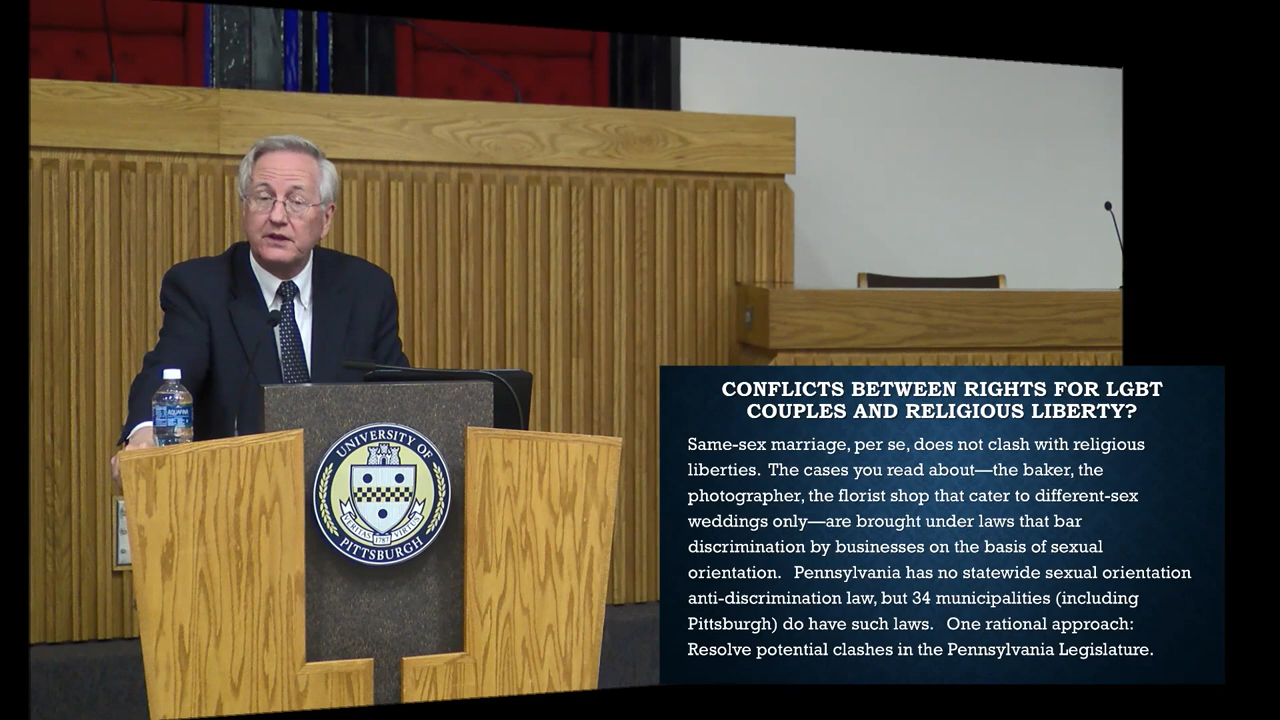 CONFLICTS BETWEEN RIGHTS FOR LGBT
COUPLES AND RELIGIOUS LIBERTY?
Same-sex marriage, per se, does not clash with religious
liberties. The cases you read about—the baker, the
photographer, the florist shop that cater to different-sex
weddings only—are brought under laws that bar
discrimination by businesses on the basis of sexual
orientation. Pennsylvania has no statewide sexual orientation
anti-discrimination law, but 34 municipalities (including
Pittsburgh) do have such laws. One rational approach:
Resolve potential clashes in the Pennsylvania Legislature.
AQUAFINA
UNIVERSITY OF
VERITAS VIRTUS
1787
PITTSBURGH